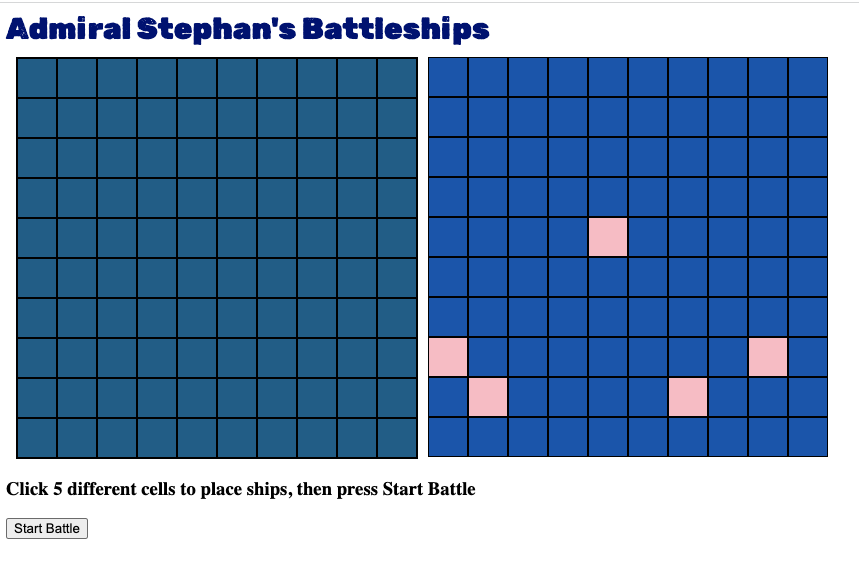 Admiral Stephan's Battleships
Click 5 different cells to place ships, then press Start Battle
Start Battle